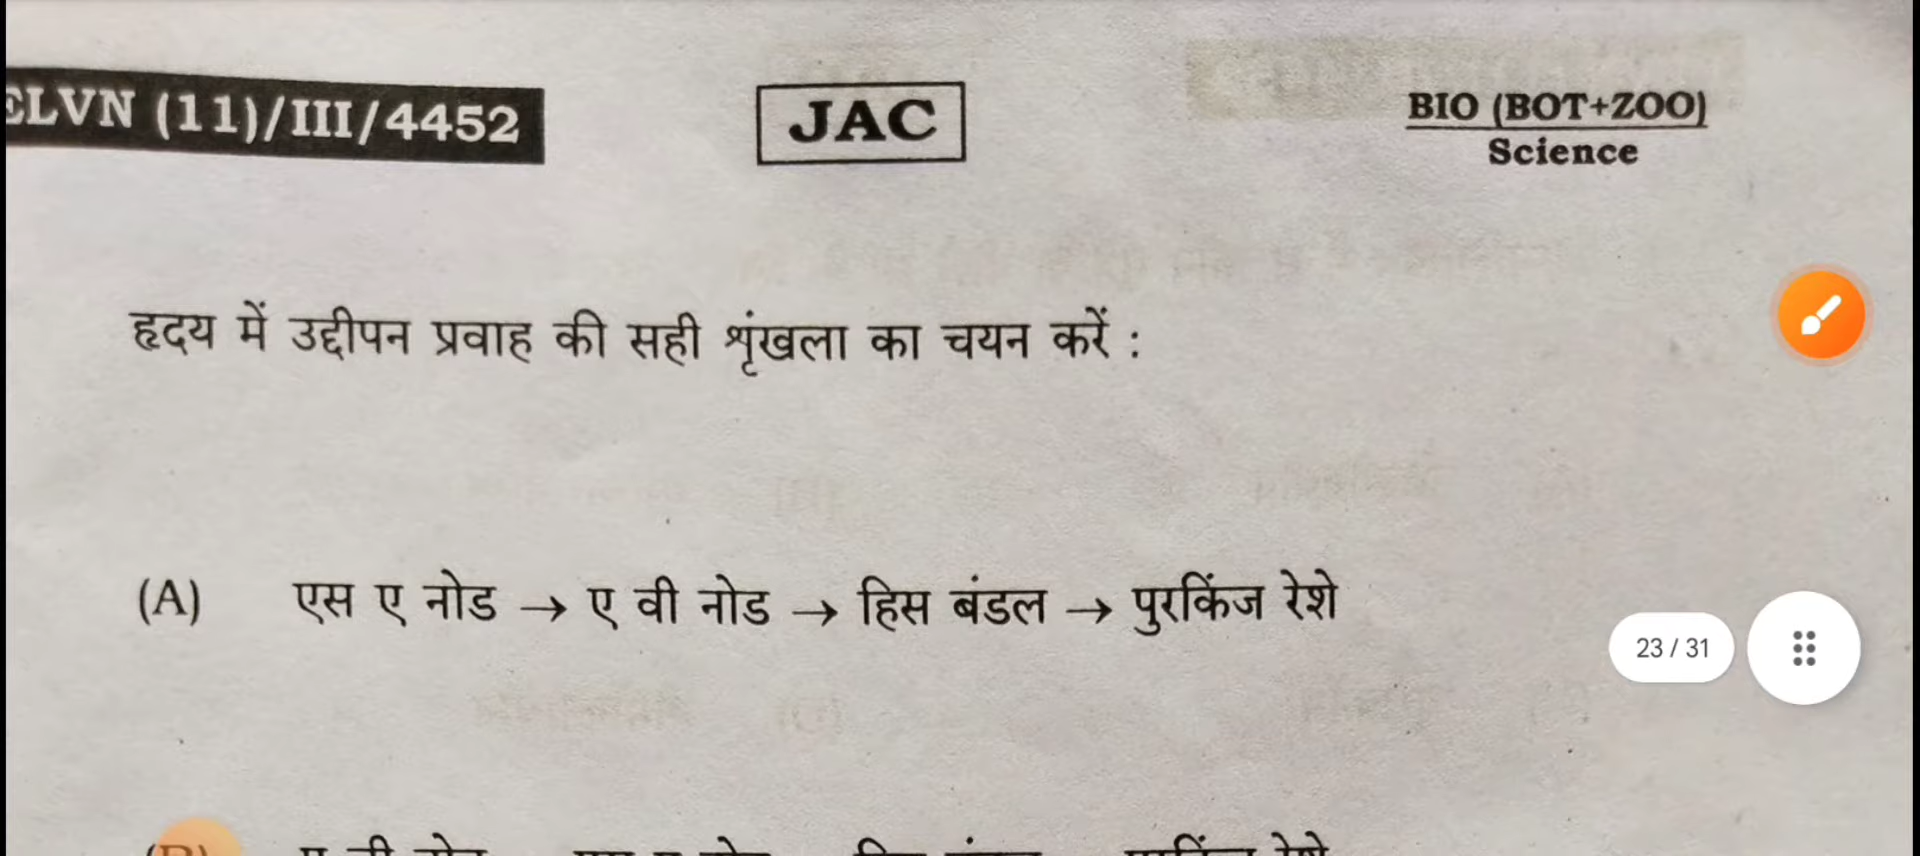 ELVN (11)/III/4452
JAC
BIO (BOT+ZOO)
Science
हृदय में उद्दीपन प्रवाह की सही शृंखला का चयन करें :
(A) एस ए नोड → ए वी नोड → हिस बंडल → पुरकिंज रेशे
23 / 31